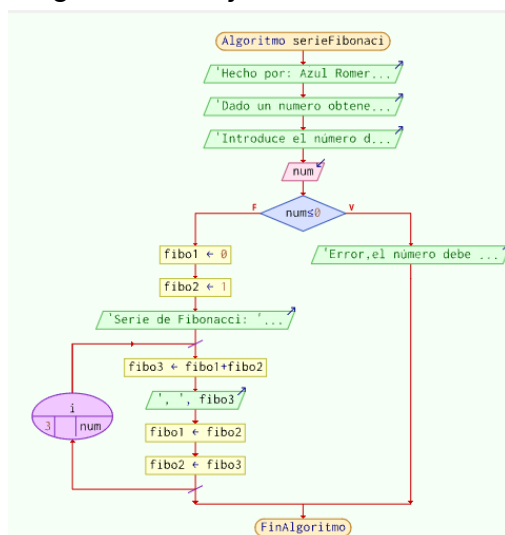 Algoritmo serieFibonaci
'Hecho por: Azul Romer...
'Dado un numero obtene...
'Introduce el número d...
num
F
V
num≤0
fibo1 ← 0
'Error,el número debe ...
fibo2 ← 1
'Serie de Fibonacci: '...
fibo3 ← fibo1+fibo2
i
3
num
', ', fibo3
fibo1 ← fibo2
fibo2 ← fibo3
FinAlgoritmo